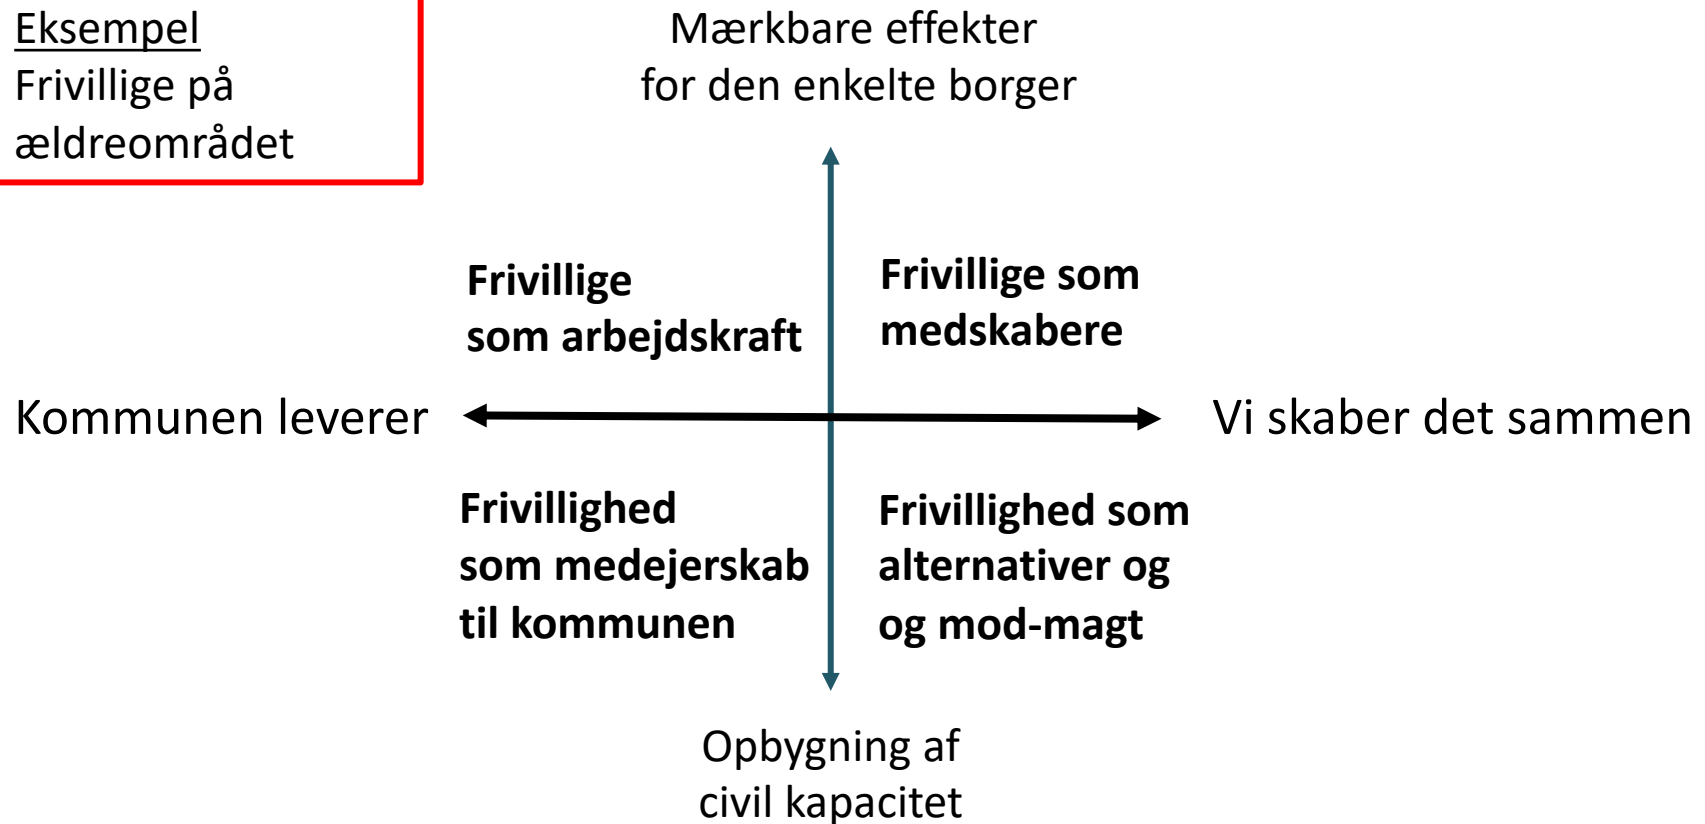 Eksempel
Frivillige på
ældreområdet
Mærkbare effekter
for den enkelte borger
Frivillige
som arbejdskraft
Frivillige som
medskabere
Kommunen leverer
Vi skaber det sammen
Frivillighed
som medejerskab
til kommunen
Frivillighed som
alternativer og
og mod-magt
Opbygning af
civil kapacitet